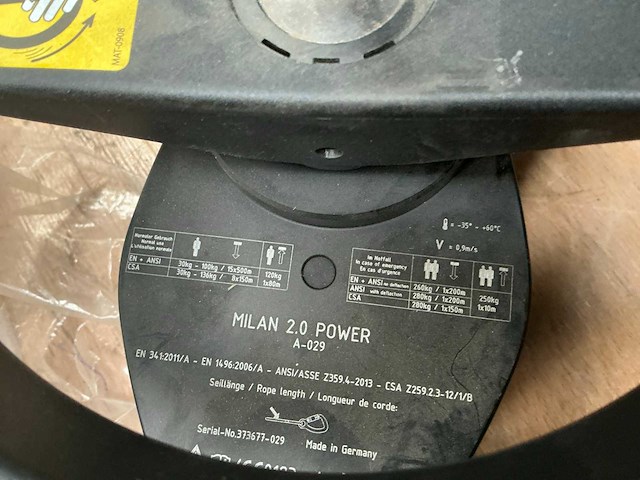 MAT-0908
= -35° - +60°C
V = 0,9m/s
Normaler Gebrauch
Normal use
L'utilisation normale
EN + ANSI 30kg - 100kg / 15x500m 120kg
CSA 30kg - 136kg / 8x150m 1x80m
Im Notfall
In case of emergency
En cas d'urgence
EN + ANSI no deflection 260kg / 1x200m 250kg
ANSI with deflection 280kg / 1x200m 1x10m
CSA 280kg / 1x150m
MILAN 2.0 POWER
A-029
EN 341:2011/A - EN 1496:2006/A - ANSI/ASSE Z359.4-2013 - CSA Z259.2.3-12/1/B
Seillänge / Rope length / Longueur de corde:
Serial-No.373677-029 Made in Germany